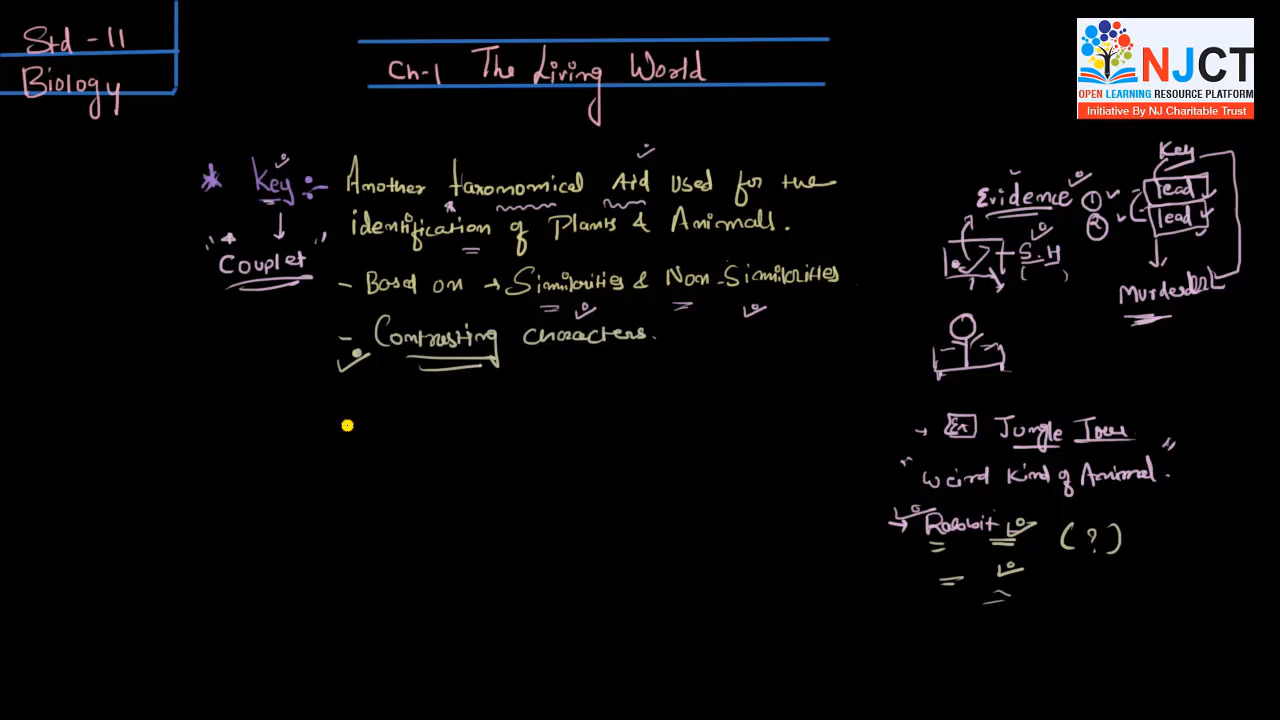 Std - 11
Biology
Ch-1 The Living World
NJCT
OPEN LEARNING RESOURCE PLATFORM
Initiative By NJ Charitable Trust
* Key :- Another taxonomical Aid used for the
identification of Plants & Animals.
"Couplet"
- Based on → Similarities & Non-Similarities
- Contrasting characters.
Evidence ① ②
S.H
Key
lead
lead
Murderer
→ Ex Jungle
"Weird Kind of Animal."
→ Rabbit (?)